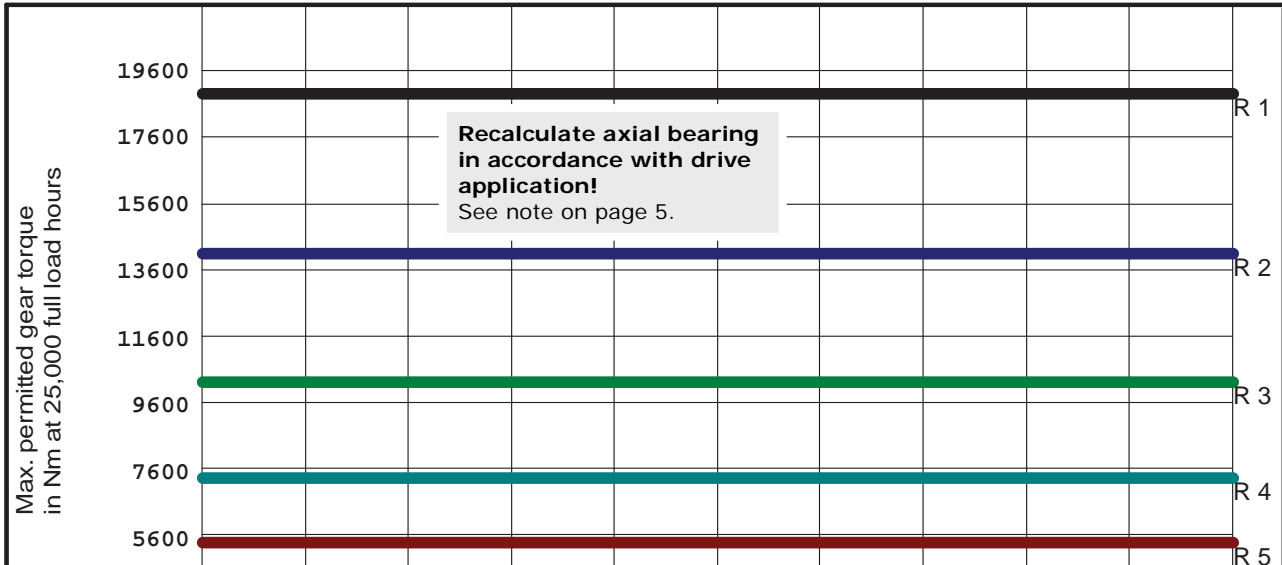 Max. permitted gear torque
in Nm at 25,000 full load hours
19600
17600
15600
13600
11600
9600
7600
5600
Recalculate axial bearing
in accordance with drive
application!
See note on page 5.
R 1
R 2
R 3
R 4
R 5